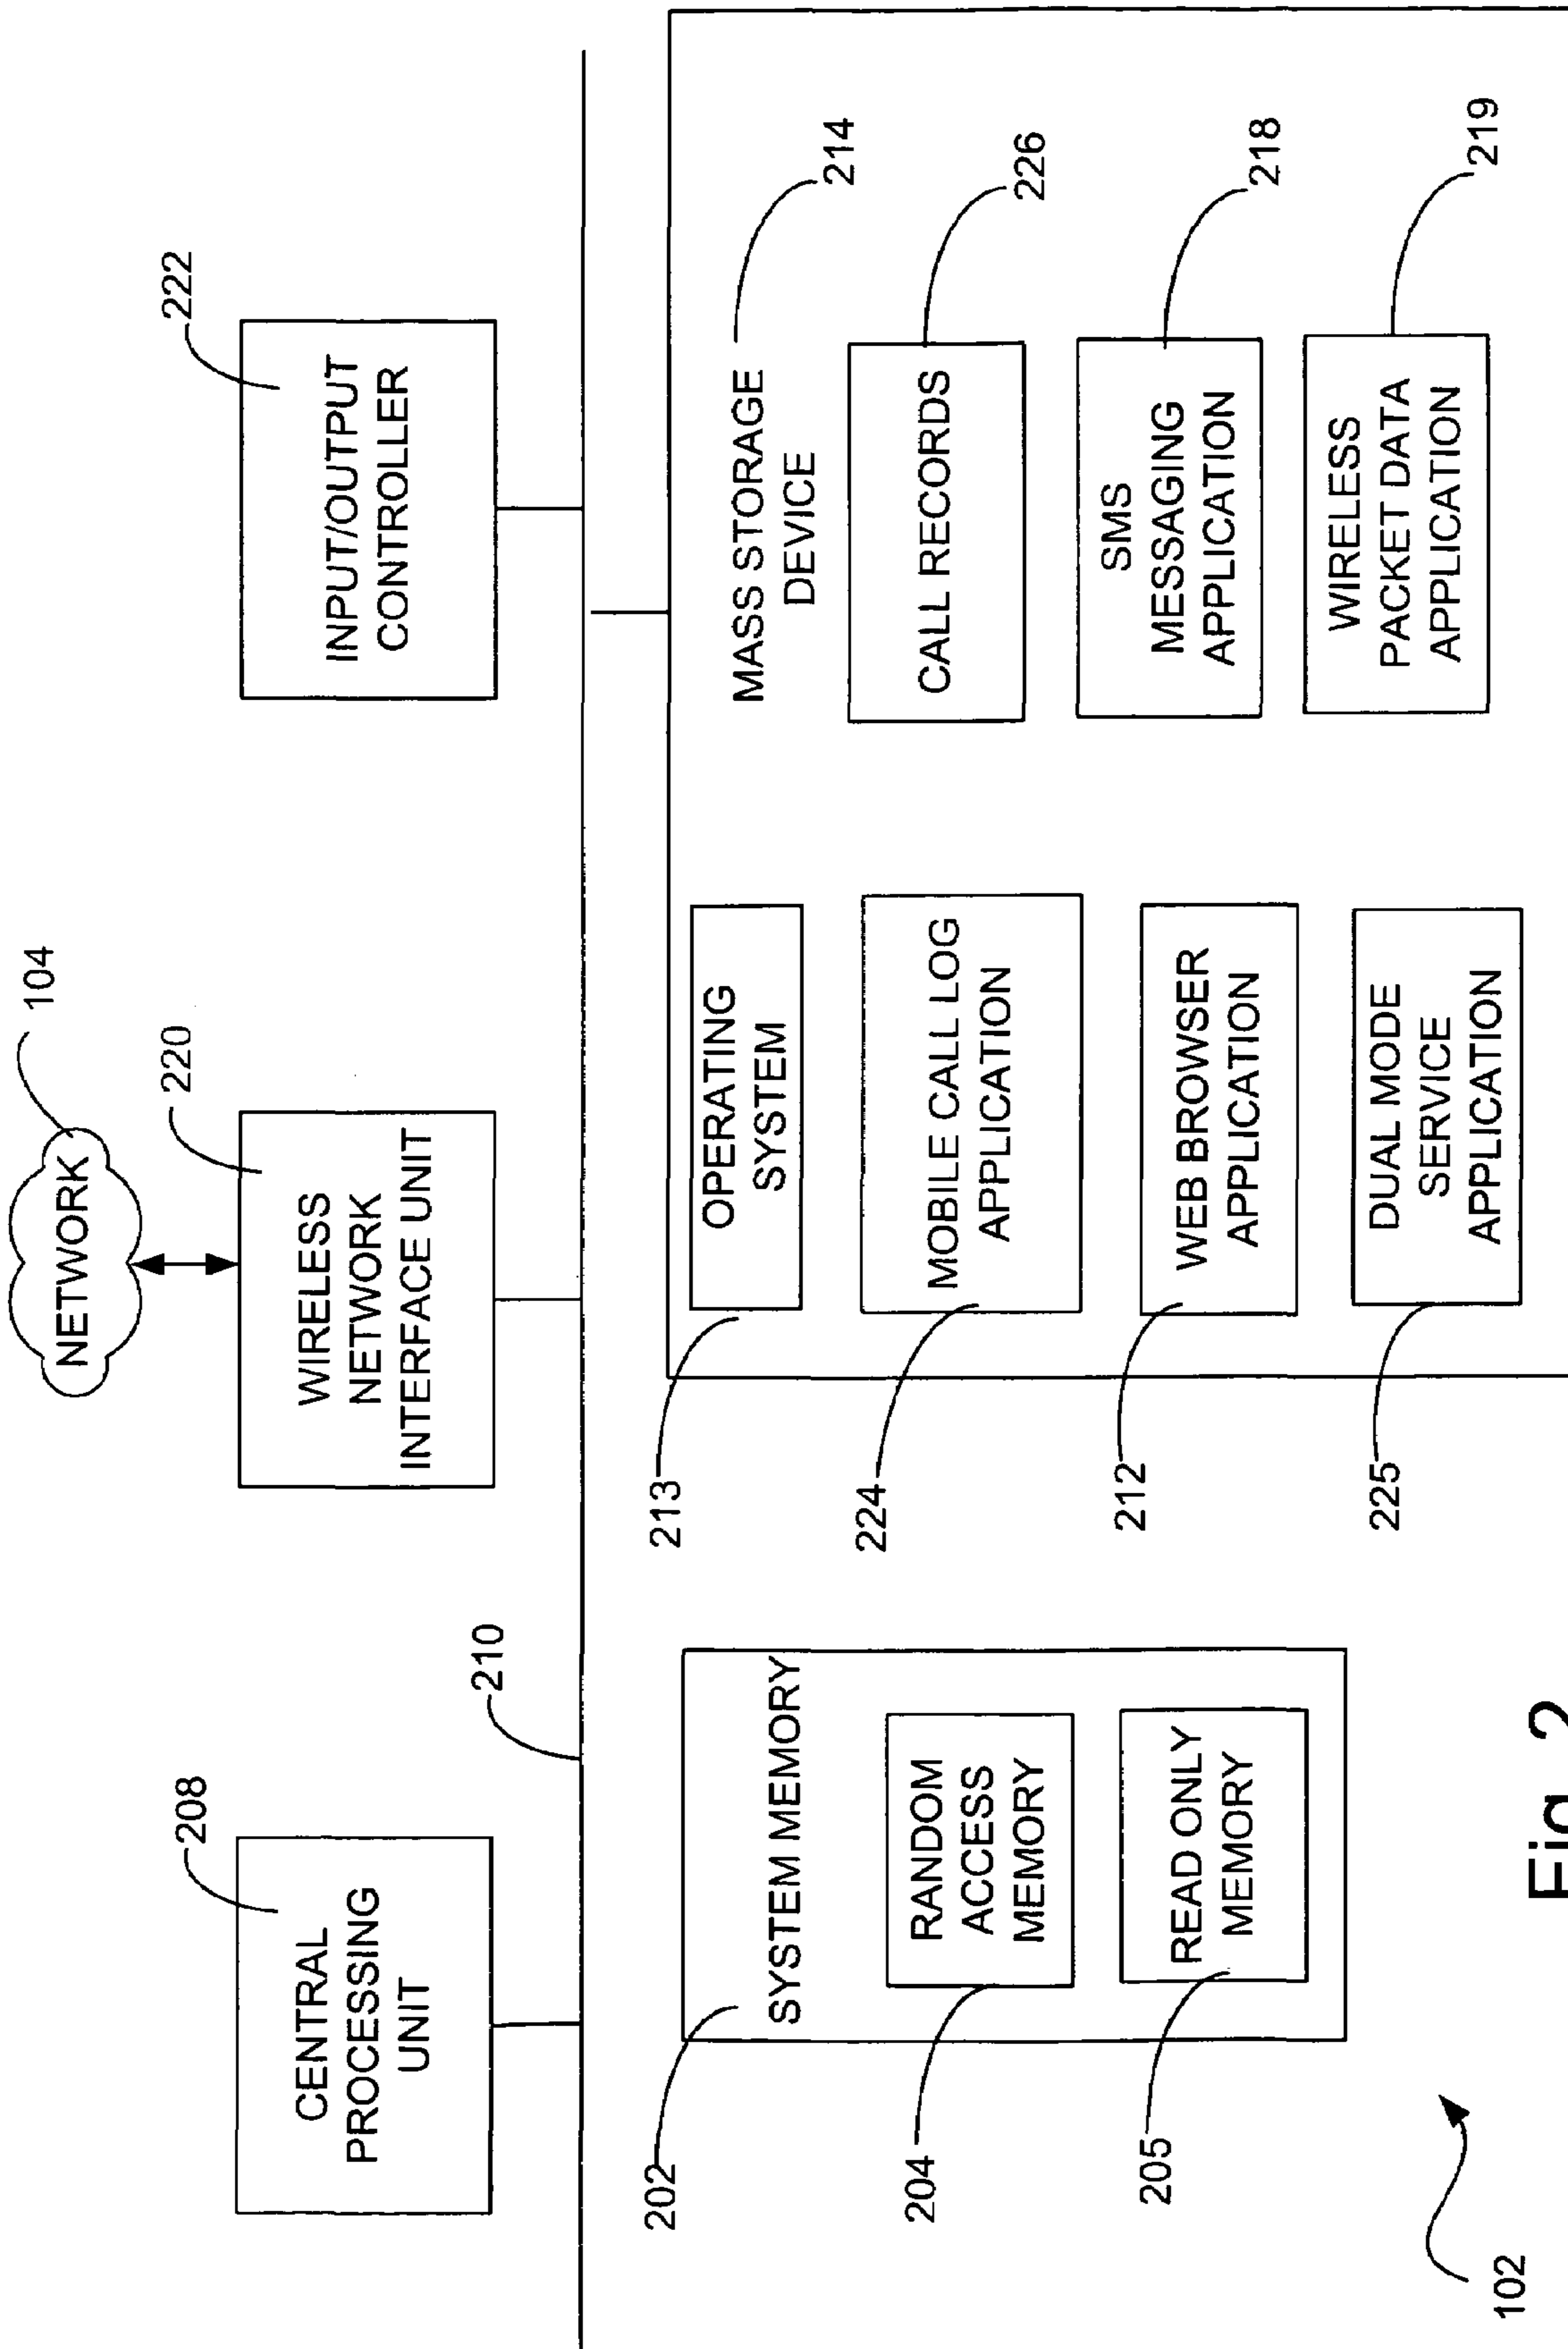 NETWORK
104
CENTRAL
PROCESSING
UNIT
208
WIRELESS
NETWORK
INTERFACE UNIT
220
INPUT/OUTPUT
CONTROLLER
222
210
202
SYSTEM MEMORY
204
RANDOM
ACCESS
MEMORY
205
READ ONLY
MEMORY
213
OPERATING
SYSTEM
224
MOBILE CALL LOG
APPLICATION
212
WEB BROWSER
APPLICATION
225
DUAL MODE
SERVICE
APPLICATION
MASS STORAGE
DEVICE
214
CALL RECORDS
226
SMS
MESSAGING
APPLICATION
218
WIRELESS
PACKET DATA
APPLICATION
219
102
Fig. 2